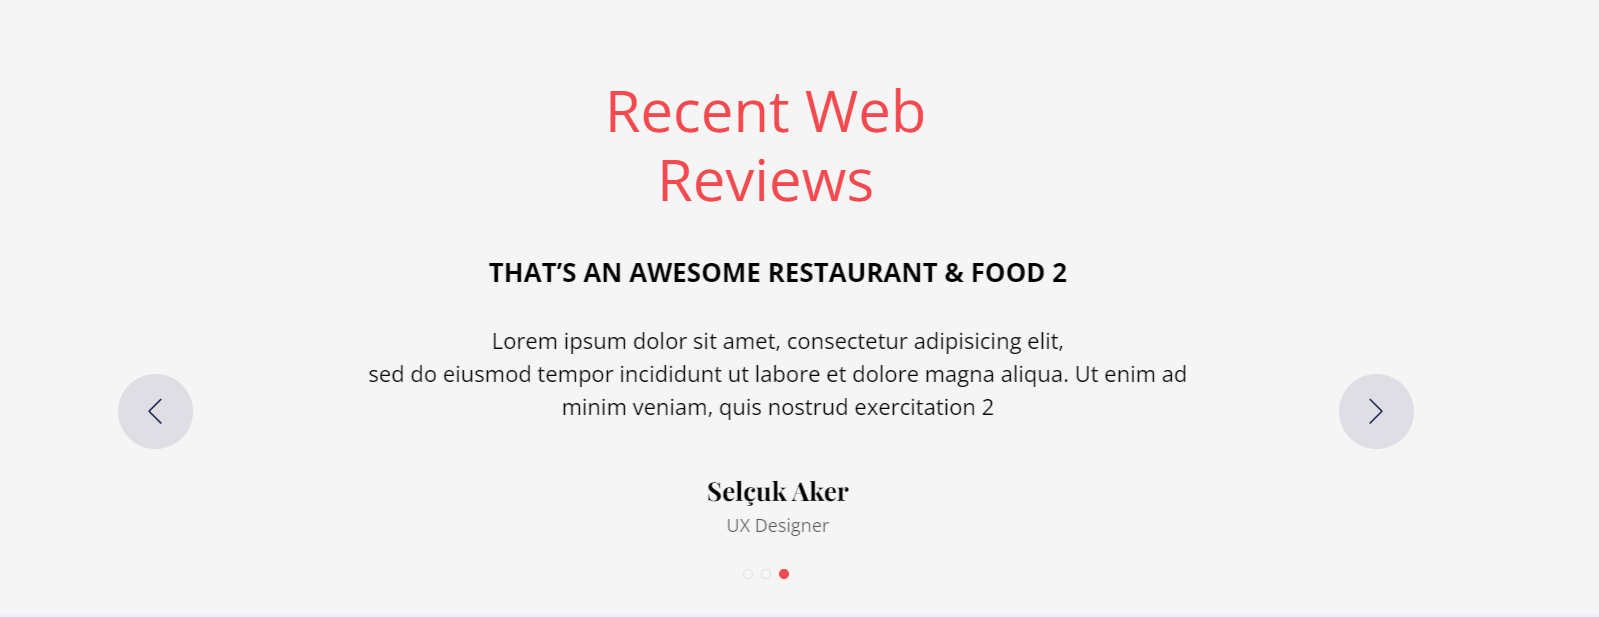 Recent Web
Reviews
THAT’S AN AWESOME RESTAURANT & FOOD 2
Lorem ipsum dolor sit amet, consectetur adipisicing elit,
sed do eiusmod tempor incididunt ut labore et dolore magna aliqua. Ut enim ad
minim veniam, quis nostrud exercitation 2
Selçuk Aker
UX Designer